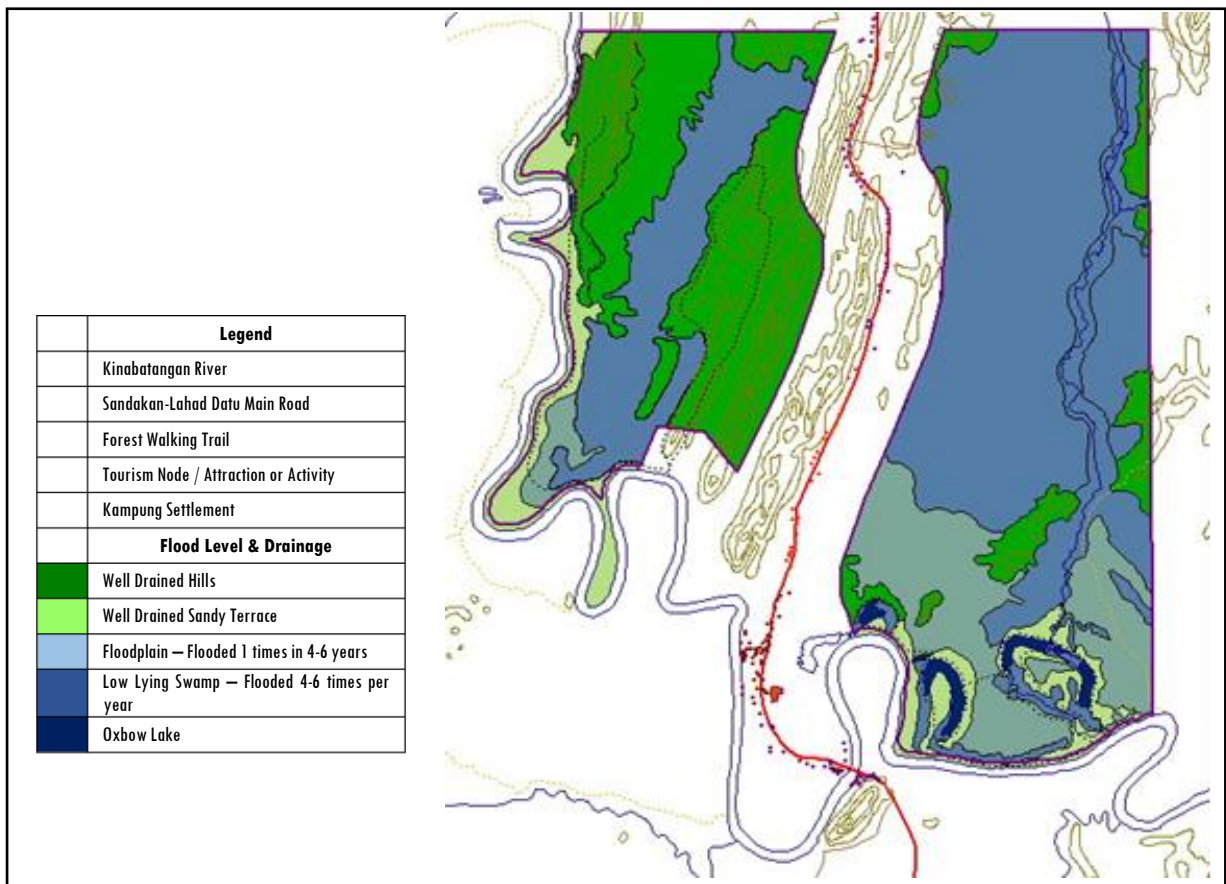 Legend
Kinabatangan River
Sandakan-Lahad Datu Main Road
Forest Walking Trail
Tourism Node / Attraction or Activity
Kampung Settlement
Flood Level & Drainage
Well Drained Hills
Well Drained Sandy Terrace
Floodplain – Flooded 1 times in 4-6 years
Low Lying Swamp – Flooded 4-6 times per
year
Oxbow Lake